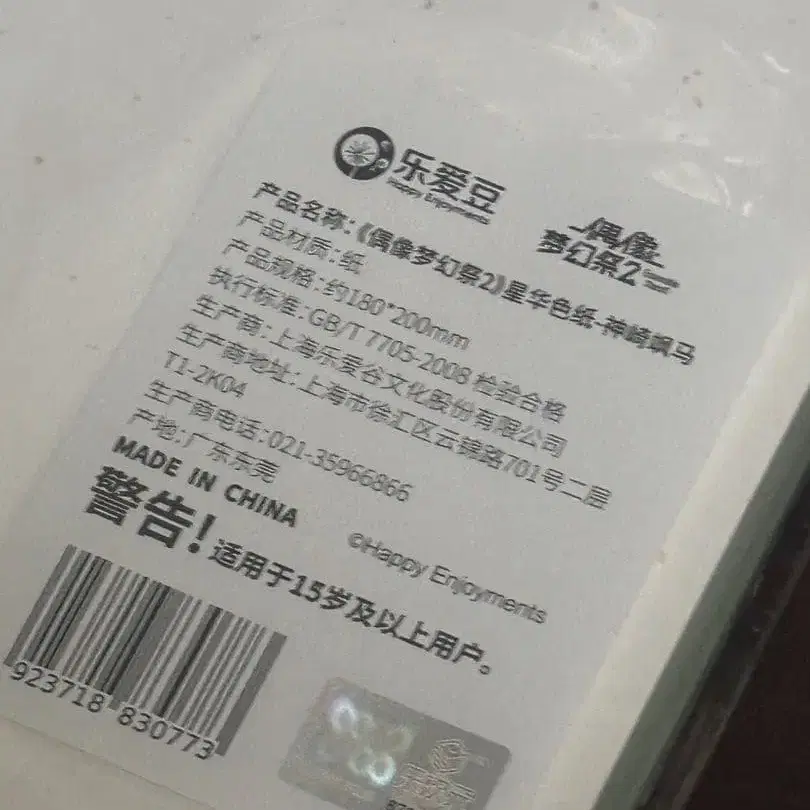 乐爱豆
Happy Enjoyments
偶像
梦幻祭2
产品名称:《偶像梦幻祭2》星华色纸-神崎飒马
产品材质:纸
产品规格:约180*200mm
执行标准:GB/T 7705-2008 检验合格
生产商:上海乐爱谷文化股份有限公司
生产商地址:上海市徐汇区云锦路701号二层
T1-2K04
生产商电话:021-35966866
产地:广东东莞
MADE IN CHINA
©Happy Enjoyments
警告!适用于15岁及以上用户。
923718 830773